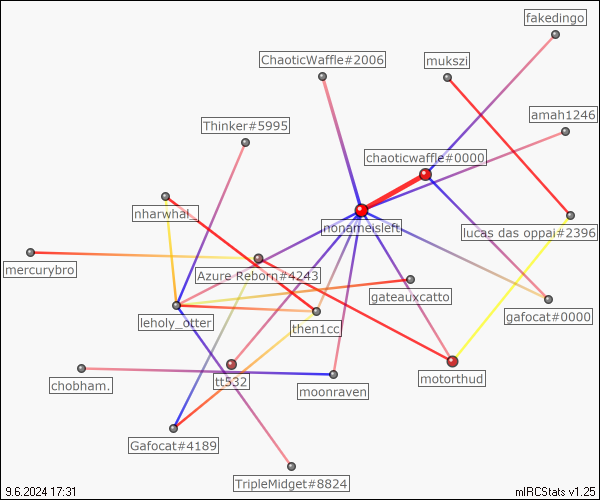 fakedingo
ChaoticWaffle#2006
mukszi
amah1246
Thinker#5995
chaoticwaffle#0000
nharwhal_
nonameisleft
lucas das oppai#2396
mercurybro
Azure Reborn#4243
gateauxcatto
gafocat#0000
leholy_otter
then1cc
tt532
motorthud
chobham.
moonraven
Gafocat#4189
TripleMidget#8824
9.6.2024 17:31
mIRCStats v1.25